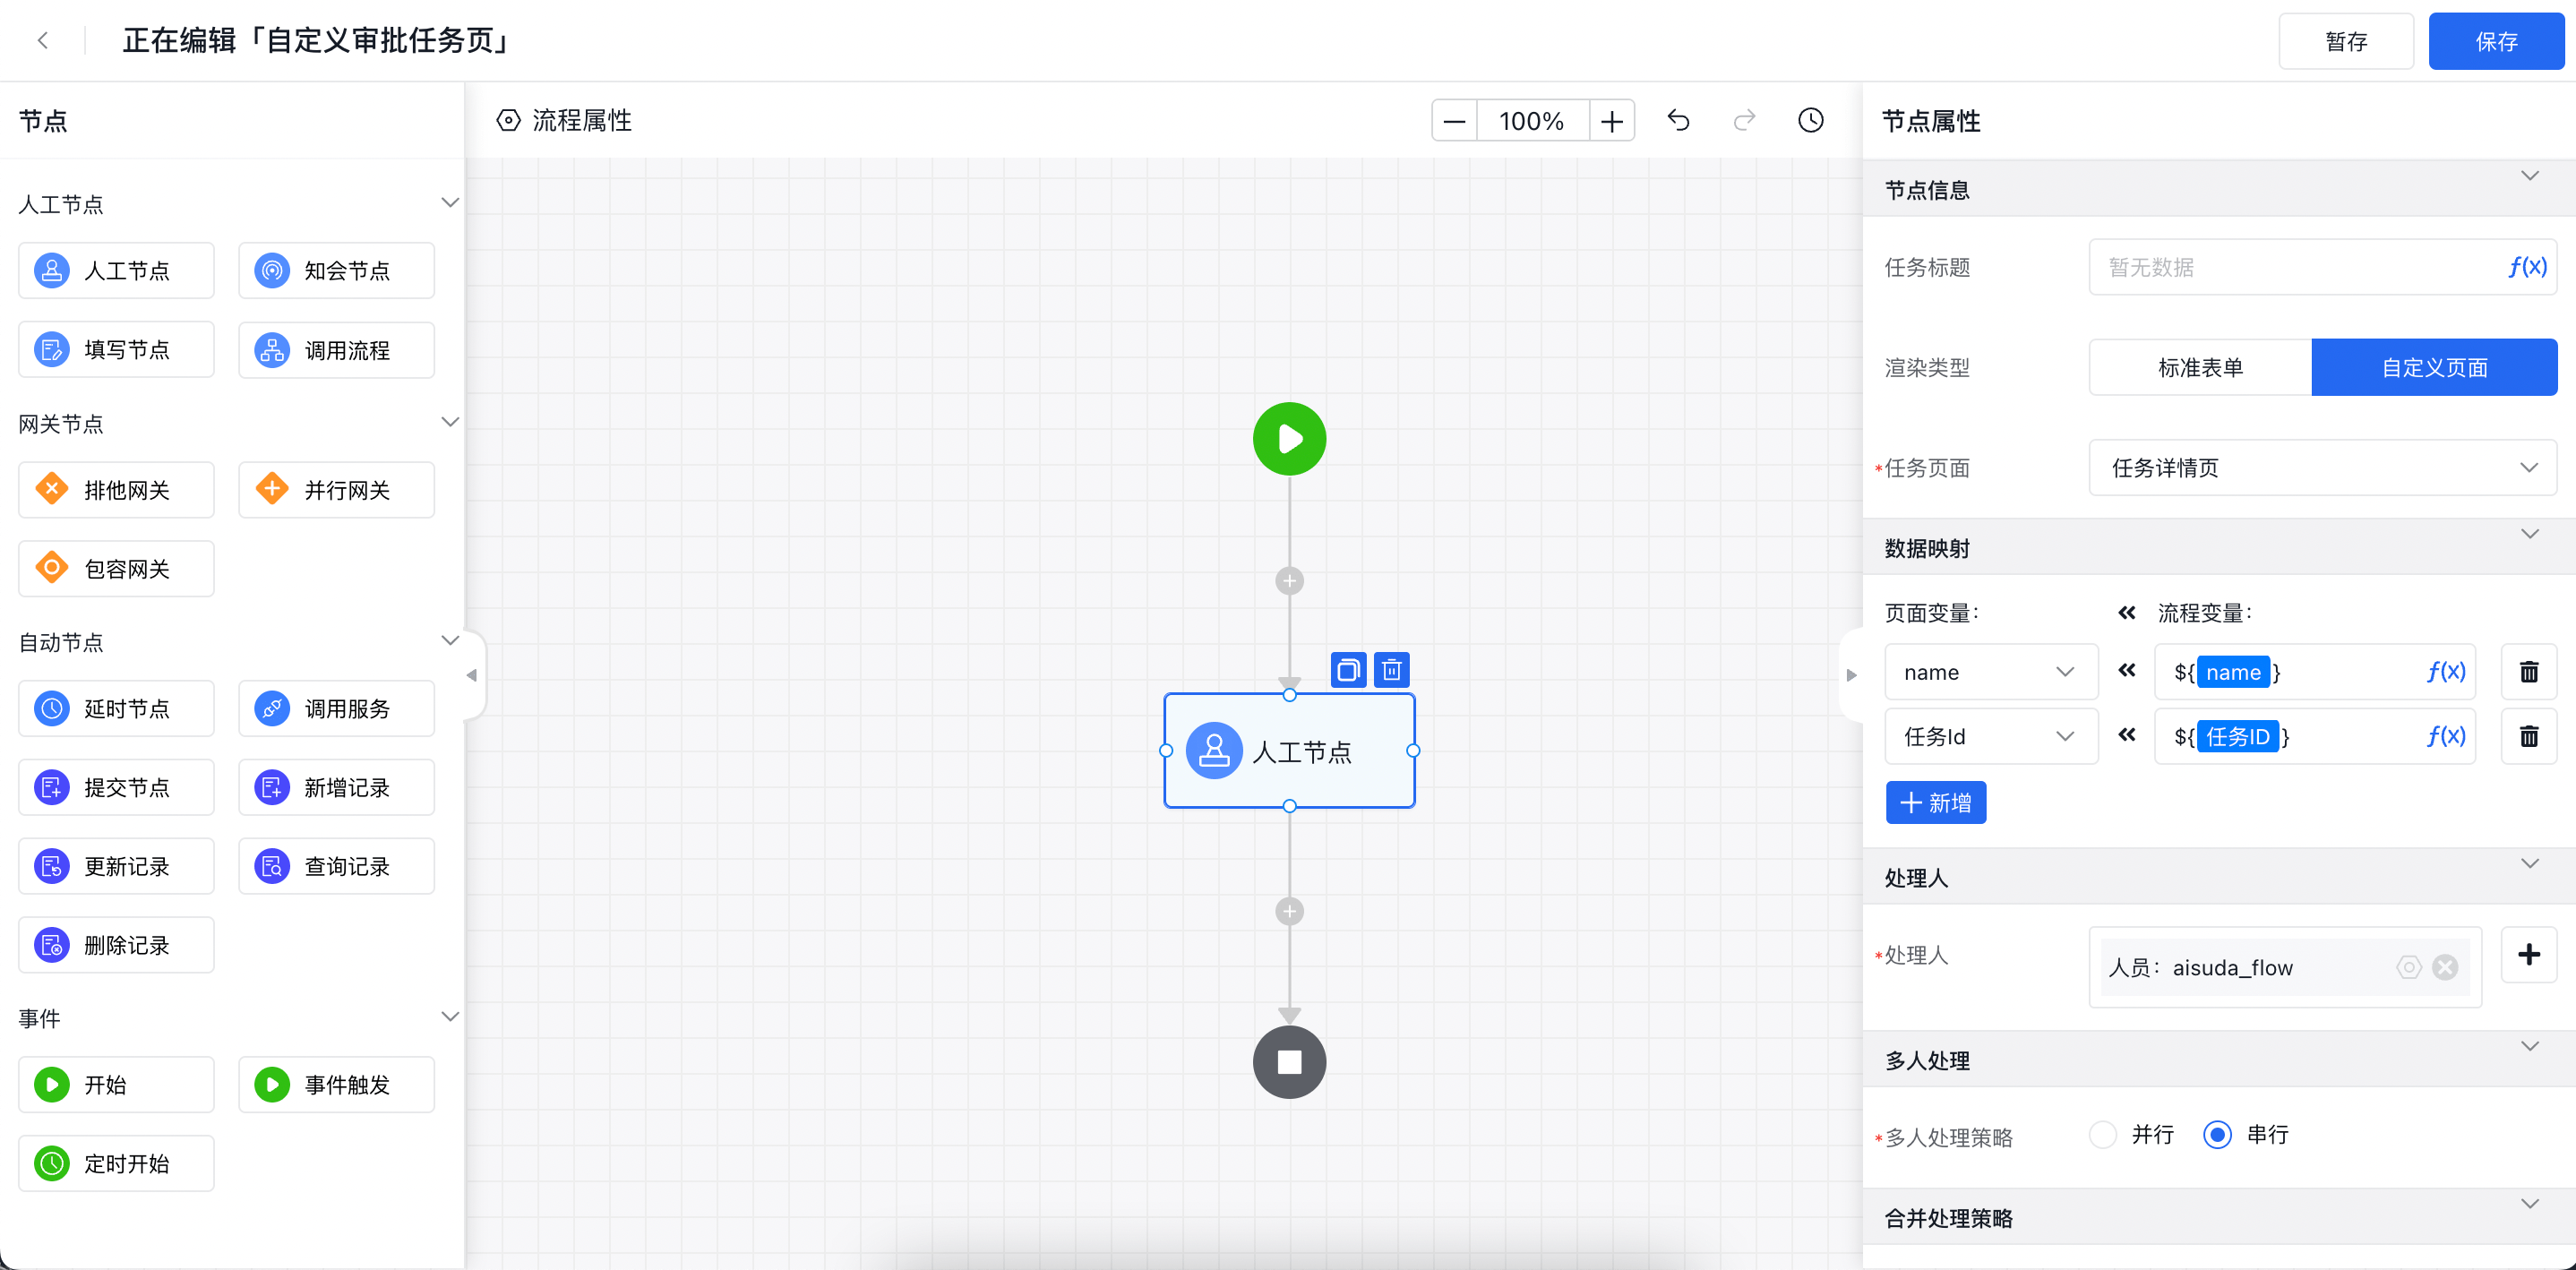 正在编辑「自定义审批任务页」
暂存
保存
节点
人工节点
人工节点
知会节点
填写节点
调用流程
网关节点
排他网关
并行网关
包容网关
自动节点
延时节点
调用服务
提交节点
新增记录
更新记录
查询记录
删除记录
事件
开始
事件触发
定时开始
流程属性
100%
人工节点
节点属性
节点信息
任务标题
暂无数据
f(x)
渲染类型
标准表单
自定义页面
*任务页面
任务详情页
数据映射
页面变量:
流程变量:
name
${name}
f(x)
任务Id
${任务ID}
f(x)
新增
处理人
*处理人
人员：aisuda_flow
多人处理
*多人处理策略
并行
串行
合并处理策略